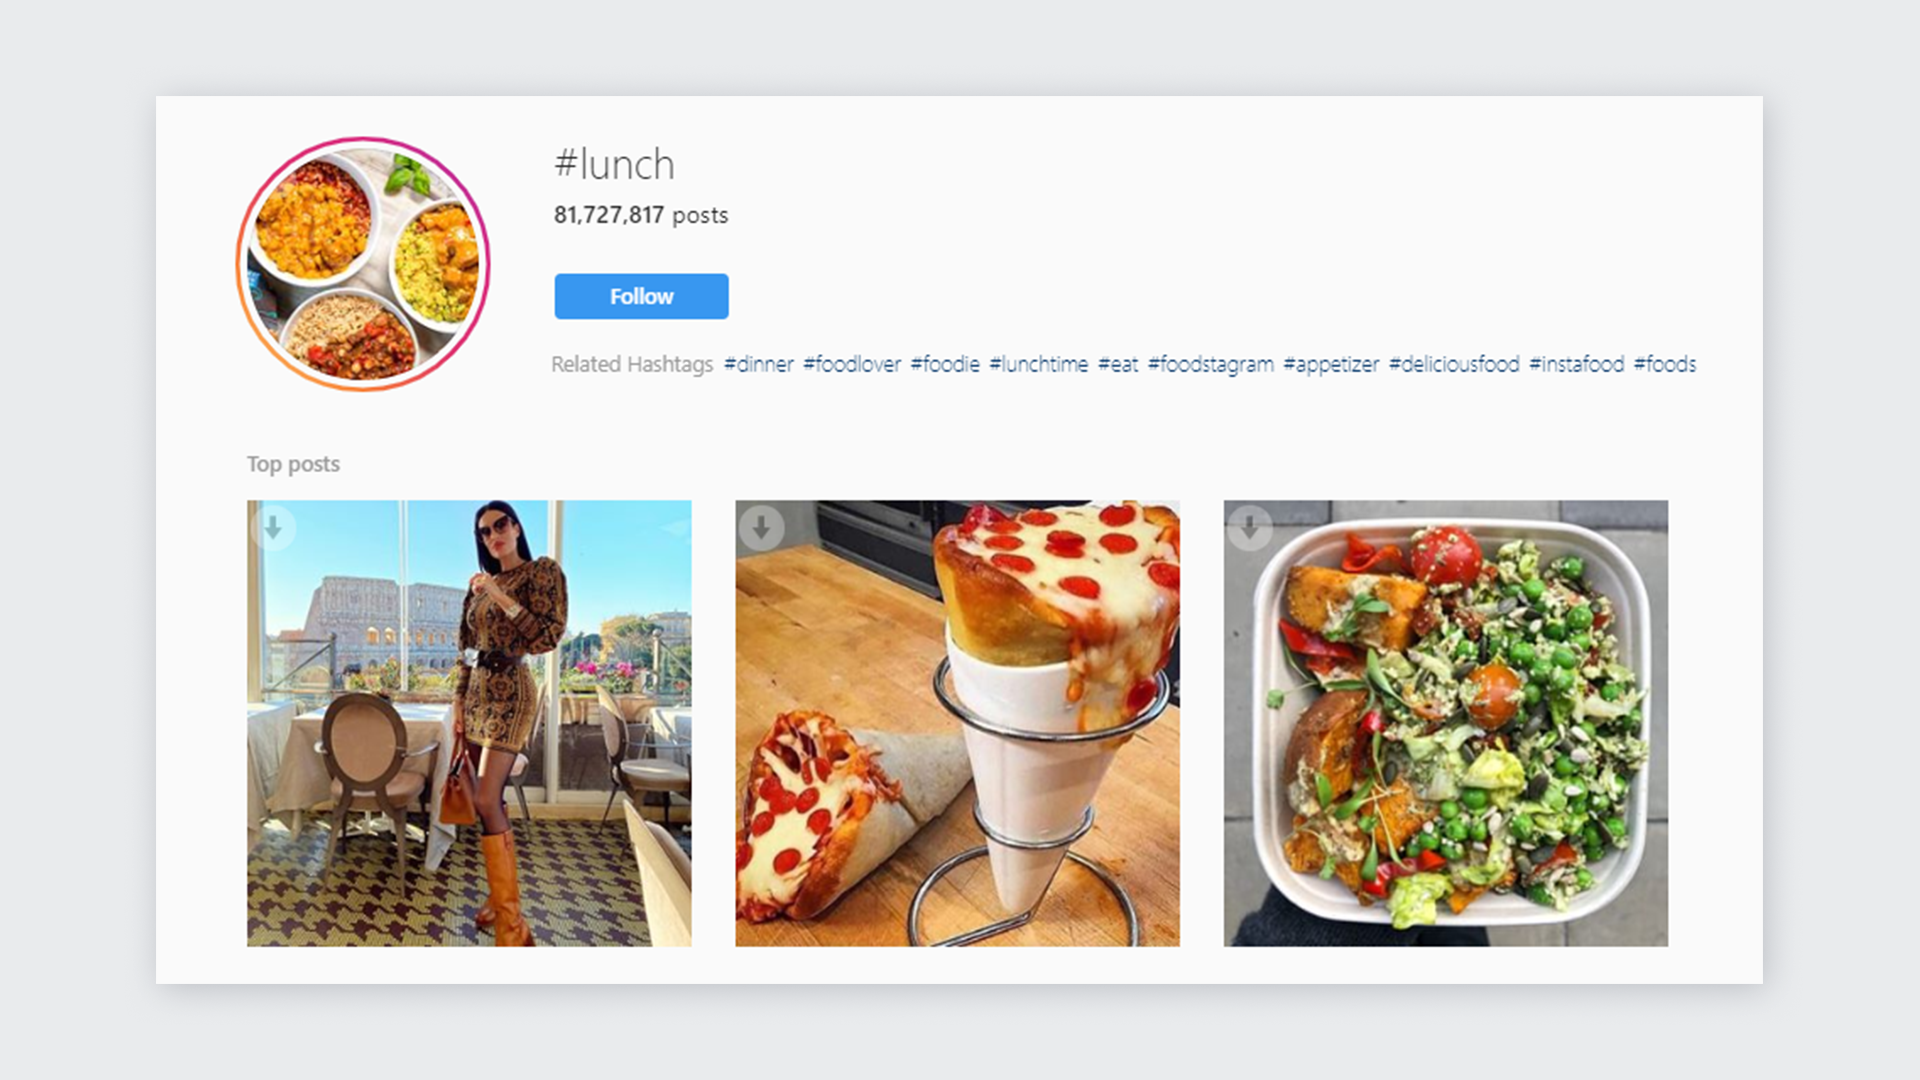 #lunch
81,727,817 posts
Follow
Related Hashtags #dinner #foodlover #foodie #lunchtime #eat #foodstagram #appetizer #deliciousfood #instafood #foods
Top posts